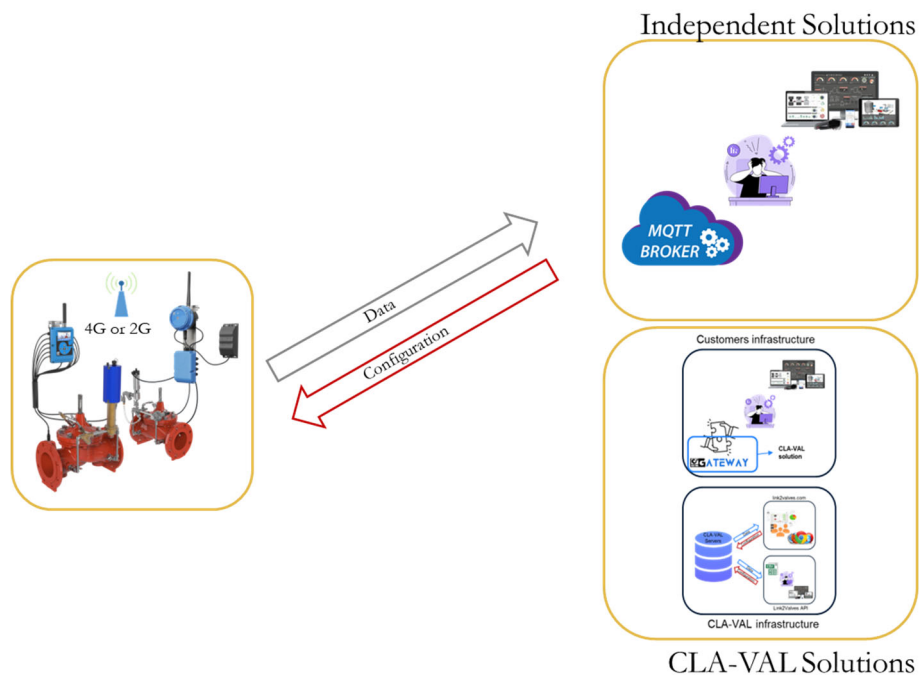 Independent Solutions
MQTT
BROKER
4G or 2G
Data
Configuration
Customers infrastructure
GATEWAY
CLA-VAL
solution
link2valves.com
CLA-VAL
Servers
Link2Valves API
CLA-VAL infrastructure
CLA-VAL Solutions